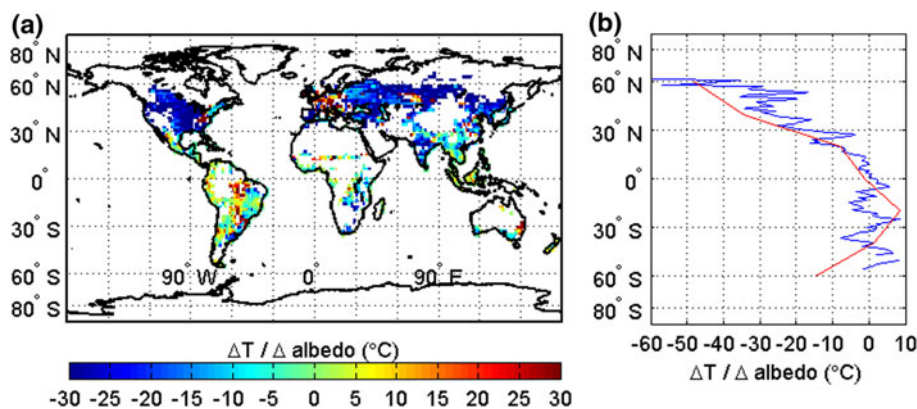 (a)
80° N
60° N
30° N
0°
30° S
60° S
80° S
90° W
0°
90° E
ΔT / Δ albedo (°C)
-30 -25 -20 -15 -10 -5 0 5 10 15 20 25 30
(b)
80° N
60° N
30° N
0°
30° S
60° S
80° S
-60 -50 -40 -30 -20 -10 0 10
ΔT / Δ albedo (°C)